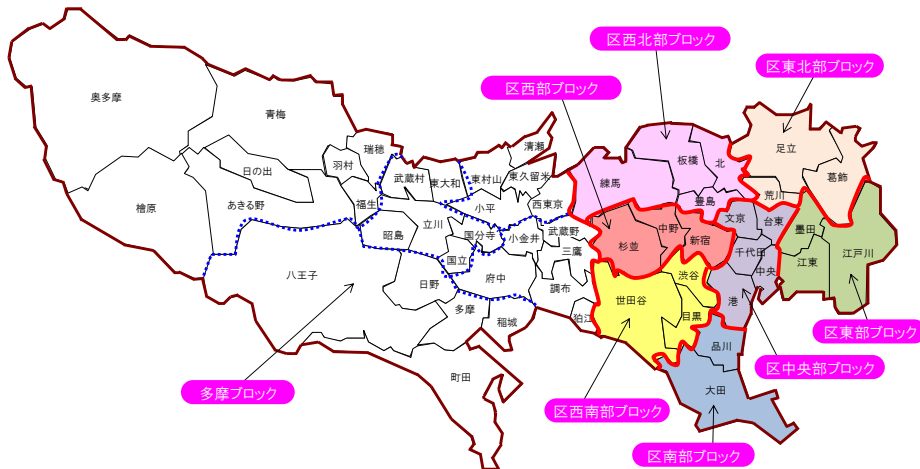 区西北部ブロック
区東北部ブロック
区西部ブロック
奥多摩
青梅
瑞穂
羽村
日の出
あきる野
檜原
福生
武蔵村
東大和
東村山
清瀬
東久留米
西東京
小平
昭島
立川
国分寺
小金井
武蔵野
三鷹
国立
府中
調布
狛江
八王子
日野
多摩
稲城
町田
練馬
板橋
北
豊島
足立
葛飾
荒川
杉並
中野
新宿
文京
台東
千代田
中央
港
墨田
江東
江戸川
世田谷
渋谷
目黒
品川
大田
区東部ブロック
区中央部ブロック
多摩ブロック
区西南部ブロック
区南部ブロック